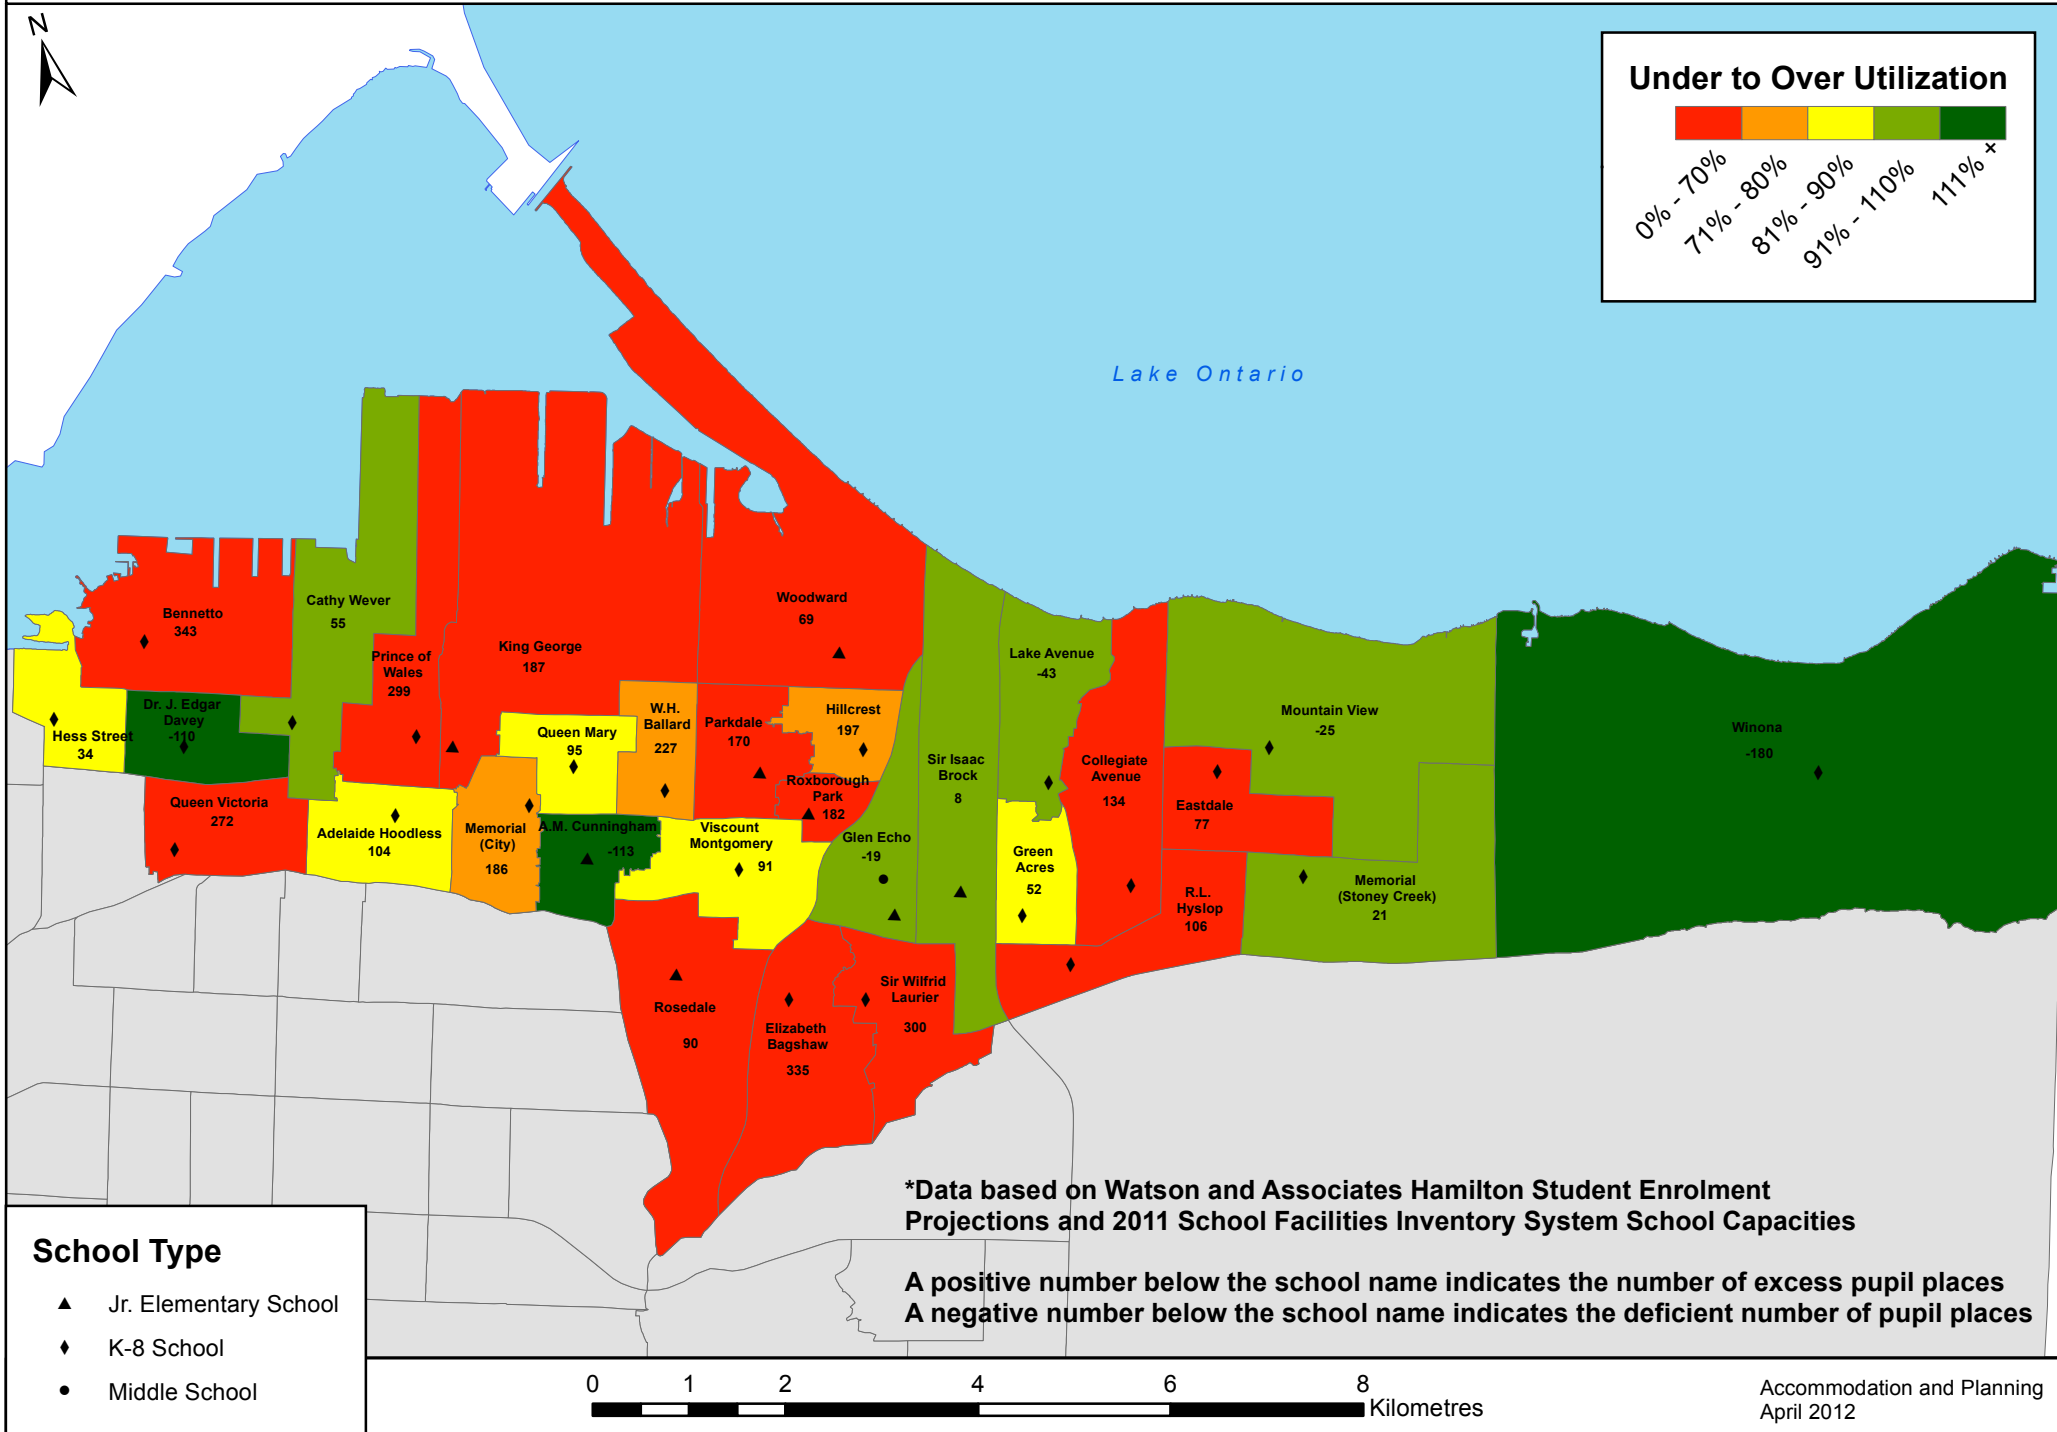 N
Under to Over Utilization
0% - 70%
71% - 80%
81% - 90%
91% - 110%
111% +
Lake Ontario
Bennetto
343
Cathy Wever
55
Prince of
Wales
299
King George
187
Woodward
69
Lake Avenue
-43
Mountain View
-25
Winona
-180
Hess Street
34
Dr. J. Edgar
Davey
-110
Queen Mary
95
W.H.
Ballard
227
Parkdale
170
Hillcrest
197
Roxborough
Park
182
Sir Isaac
Brock
8
Collegiate
Avenue
134
Eastdale
77
Queen Victoria
272
Adelaide Hoodless
104
Memorial
(City)
186
A.M. Cunningham
-113
Viscount
Montgomery
91
Glen Echo
-19
Green
Acres
52
R.L.
Hyslop
106
Memorial
(Stoney Creek)
21
Rosedale
90
Elizabeth
Bagshaw
335
Sir Wilfrid
Laurier
300
*Data based on Watson and Associates Hamilton Student Enrolment
Projections and 2011 School Facilities Inventory System School Capacities
A positive number below the school name indicates the number of excess pupil places
A negative number below the school name indicates the deficient number of pupil places
School Type
Jr. Elementary School
K-8 School
Middle School
0 1 2 4 6 8
Kilometres
Accommodation and Planning
April 2012